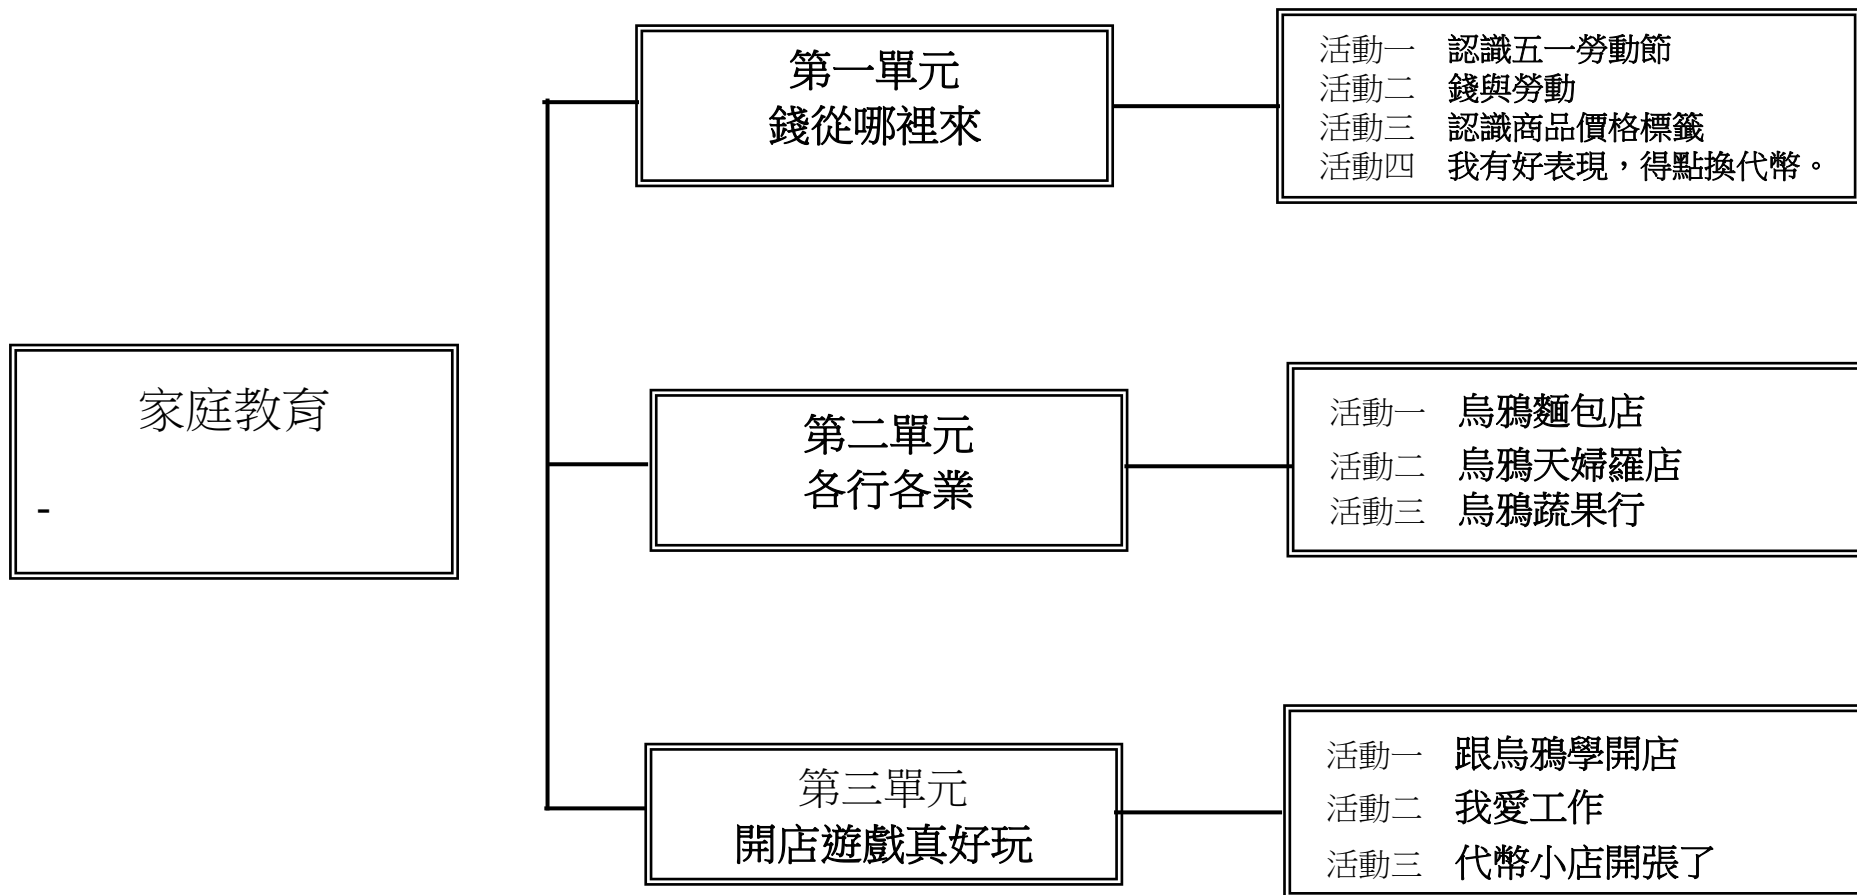 家庭教育
-
第一單元
錢從哪裡來
活動一 認識五一勞動節
活動二 錢與勞動
活動三 認識商品價格標籤
活動四 我有好表現，得點換代幣。
第二單元
各行各業
活動一 烏鴉麵包店
活動二 烏鴉天婦羅店
活動三 烏鴉蔬果行
第三單元
開店遊戲真好玩
活動一 跟烏鴉學開店
活動二 我愛工作
活動三 代幣小店開張了